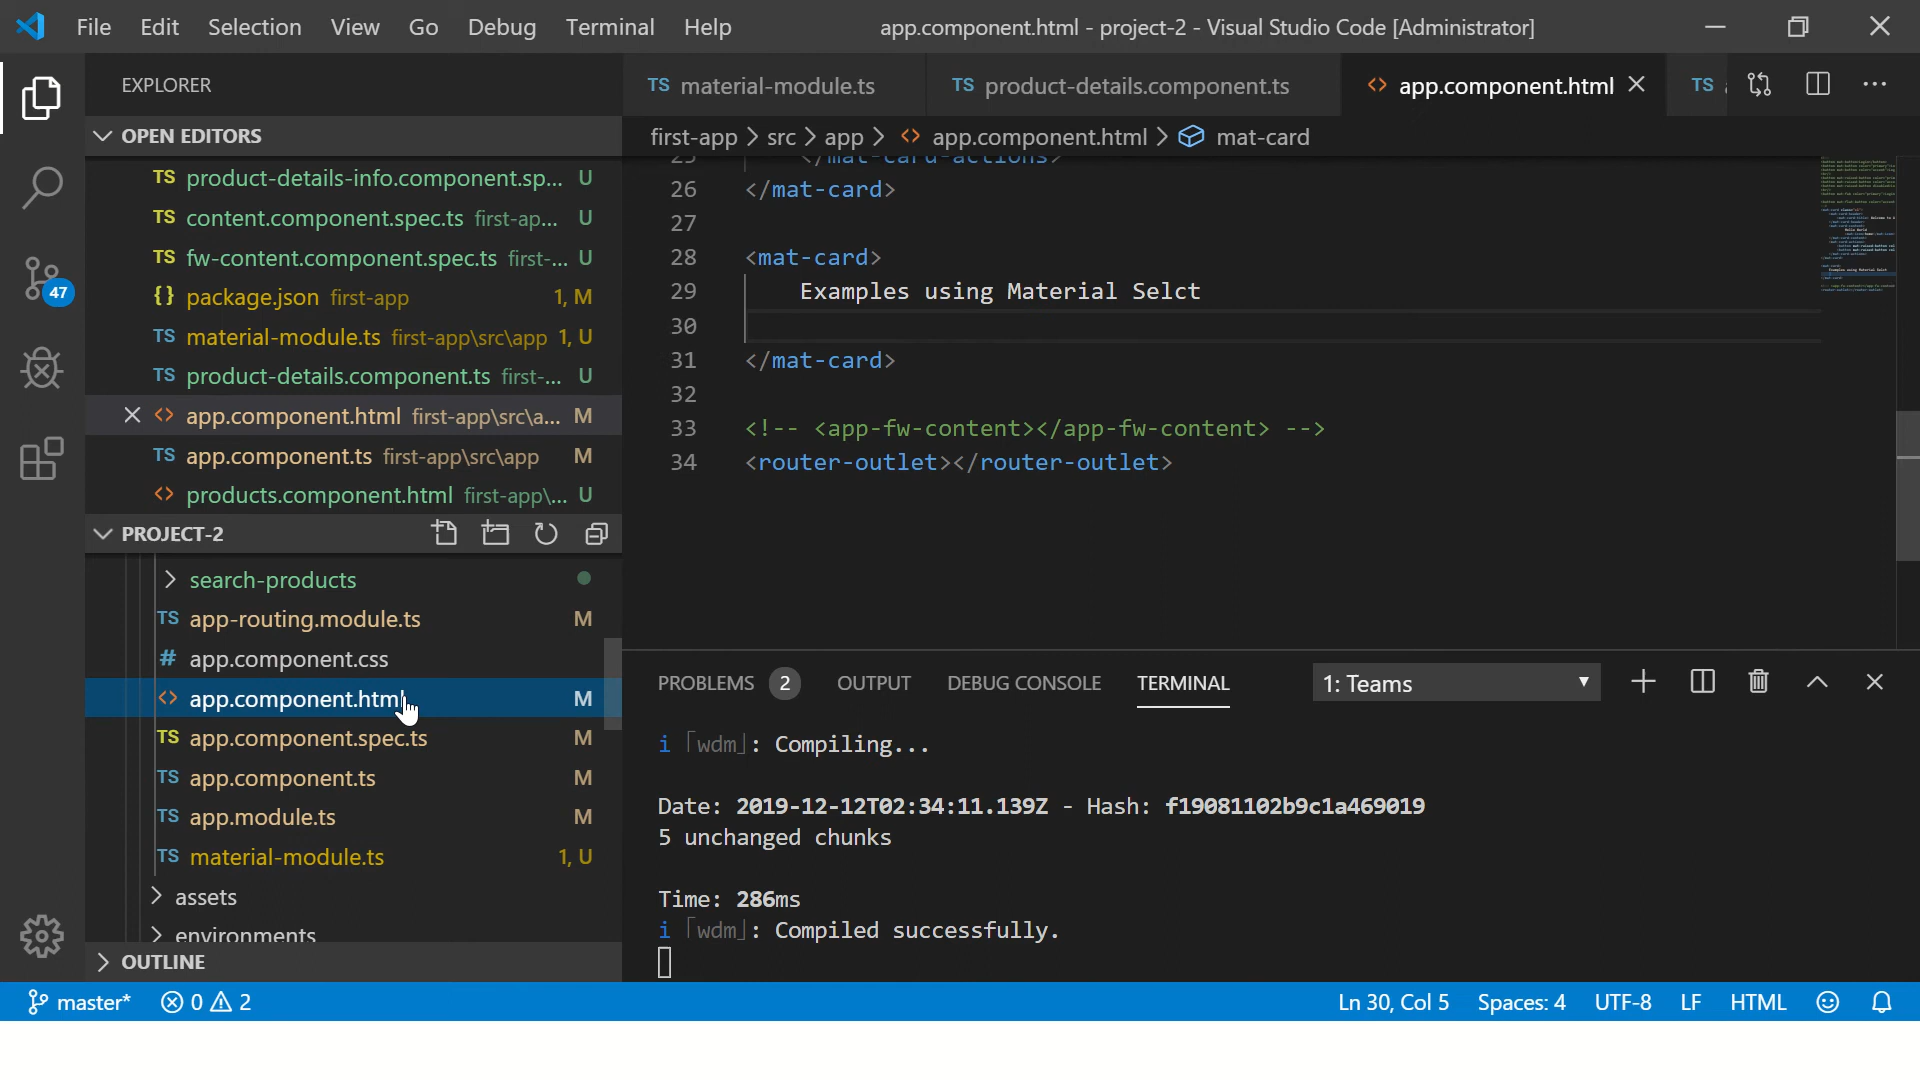 File Edit Selection View Go Debug Terminal Help app.component.html - project-2 - Visual Studio Code [Administrator]
EXPLORER
OPEN EDITORS
TS product-details-info.component.sp... U
TS content.component.spec.ts first-ap... U
TS fw-content.component.spec.ts first-... U
{} package.json first-app 1, M
TS material-module.ts first-app\src\app 1, U
TS product-details.component.ts first-... U
<> app.component.html first-app\src\a... M
TS app.component.ts first-app\src\app M
<> products.component.html first-app\... U
47
PROJECT-2
search-products
TS app-routing.module.ts M
# app.component.css
<> app.component.html M
TS app.component.spec.ts M
TS app.component.ts M
TS app.module.ts M
TS material-module.ts 1, U
assets
environments
OUTLINE
TS material-module.ts TS product-details.component.ts <> app.component.html TS
first-app > src > app > <> app.component.html > mat-card
25 </mat-card-actions>
26 </mat-card>
27
28 <mat-card>
29 Examples using Material Selct
30
31 </mat-card>
32
33 <!-- <app-fw-content></app-fw-content> -->
34 <router-outlet></router-outlet>
PROBLEMS 2 OUTPUT DEBUG CONSOLE TERMINAL 1: Teams
i ｢wdm｣: Compiling...
Date: 2019-12-12T02:34:11.139Z - Hash: f19081102b9c1a469019
5 unchanged chunks
Time: 286ms
i ｢wdm｣: Compiled successfully.
master* 0 2 Ln 30, Col 5 Spaces: 4 UTF-8 LF HTML